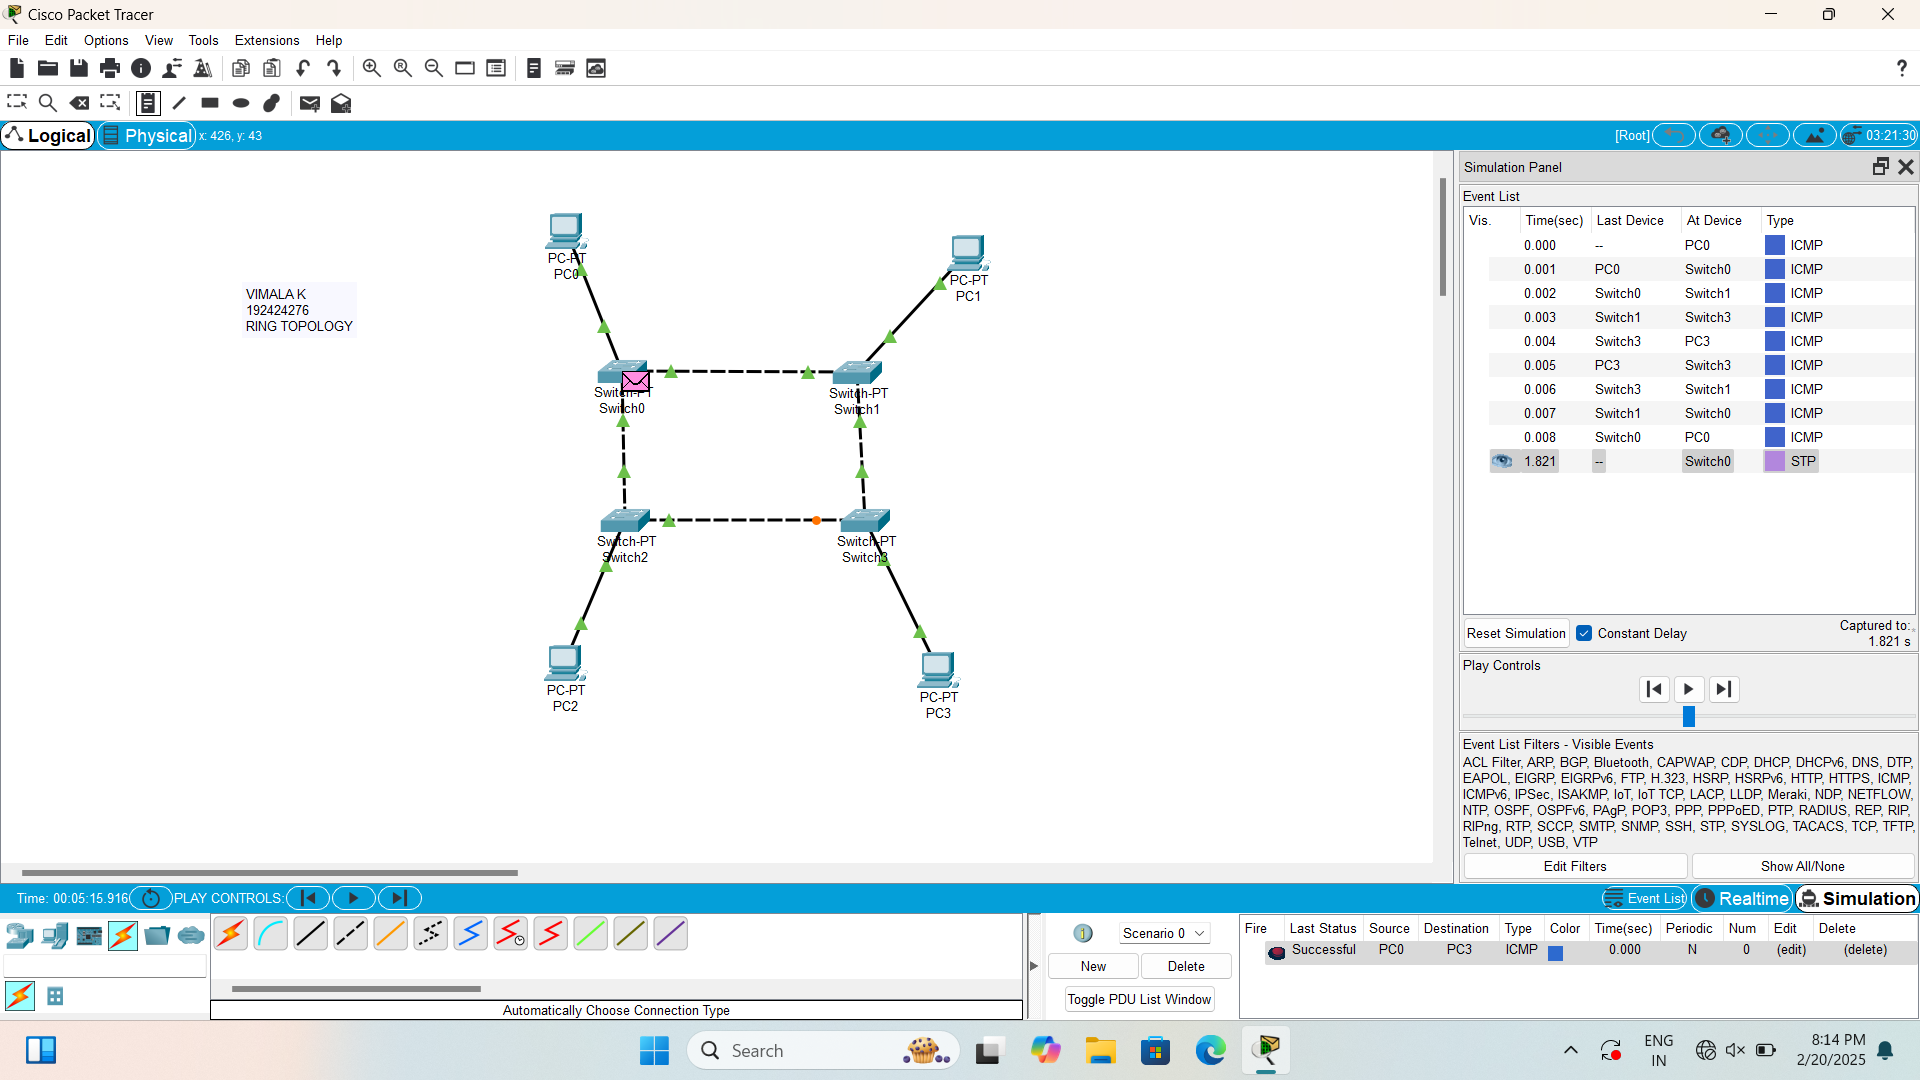 Cisco Packet Tracer
File Edit Options View Tools Extensions Help
Logical Physical x: 426, y: 43 [Root] 03:21:30
VIMALA K
192424276
RING TOPOLOGY
PC-PT
PC0
PC-PT
PC1
Switch-PT
Switch0
Switch-PT
Switch1
Switch-PT
Switch2
Switch-PT
Switch3
PC-PT
PC2
PC-PT
PC3
Simulation Panel
Event List
Vis. Time(sec) Last Device At Device Type
0.000 -- PC0 ICMP
0.001 PC0 Switch0 ICMP
0.002 Switch0 Switch1 ICMP
0.003 Switch1 Switch3 ICMP
0.004 Switch3 PC3 ICMP
0.005 PC3 Switch3 ICMP
0.006 Switch3 Switch1 ICMP
0.007 Switch1 Switch0 ICMP
0.008 Switch0 PC0 ICMP
1.821 -- Switch0 STP
Reset Simulation Constant Delay Captured to:
1.821 s
Play Controls
Event List Filters - Visible Events
ACL Filter, ARP, BGP, Bluetooth, CAPWAP, CDP, DHCP, DHCPv6, DNS, DTP,
EAPOL, EIGRP, EIGRPv6, FTP, H.323, HSRP, HSRPv6, HTTP, HTTPS, ICMP,
ICMPv6, IPSec, ISAKMP, IoT, IoT TCP, LACP, LLDP, Meraki, NDP, NETFLOW,
NTP, OSPF, OSPFv6, PAgP, POP3, PPP, PPPoED, PTP, RADIUS, REP, RIP,
RIPng, RTP, SCCP, SMTP, SNMP, SSH, STP, SYSLOG, TACACS, TCP, TFTP,
Telnet, UDP, USB, VTP
Edit Filters Show All/None
Time: 00:05:15.916 PLAY CONTROLS: Event List Realtime Simulation
Automatically Choose Connection Type
Scenario 0
New Delete
Toggle PDU List Window
Fire Last Status Source Destination Type Color Time(sec) Periodic Num Edit Delete
Successful PC0 PC3 ICMP 0.000 N 0 (edit) (delete)
Search
ENG
IN
8:14 PM
2/20/2025